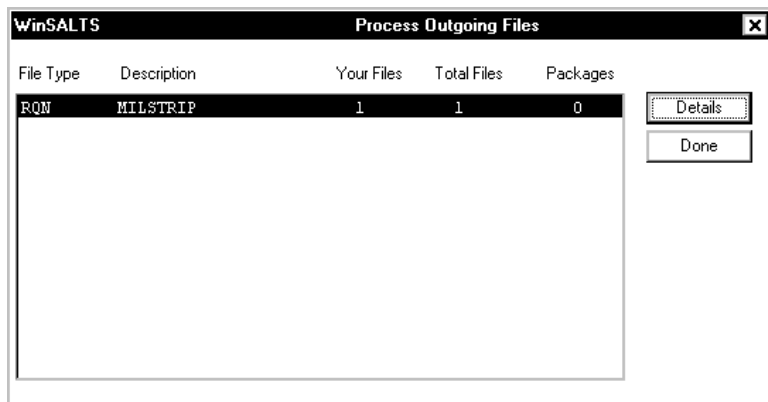 WinSALTS Process Outgoing Files
File Type Description Your Files Total Files Packages
RQN MILSTRIP 1 1 0
Details
Done